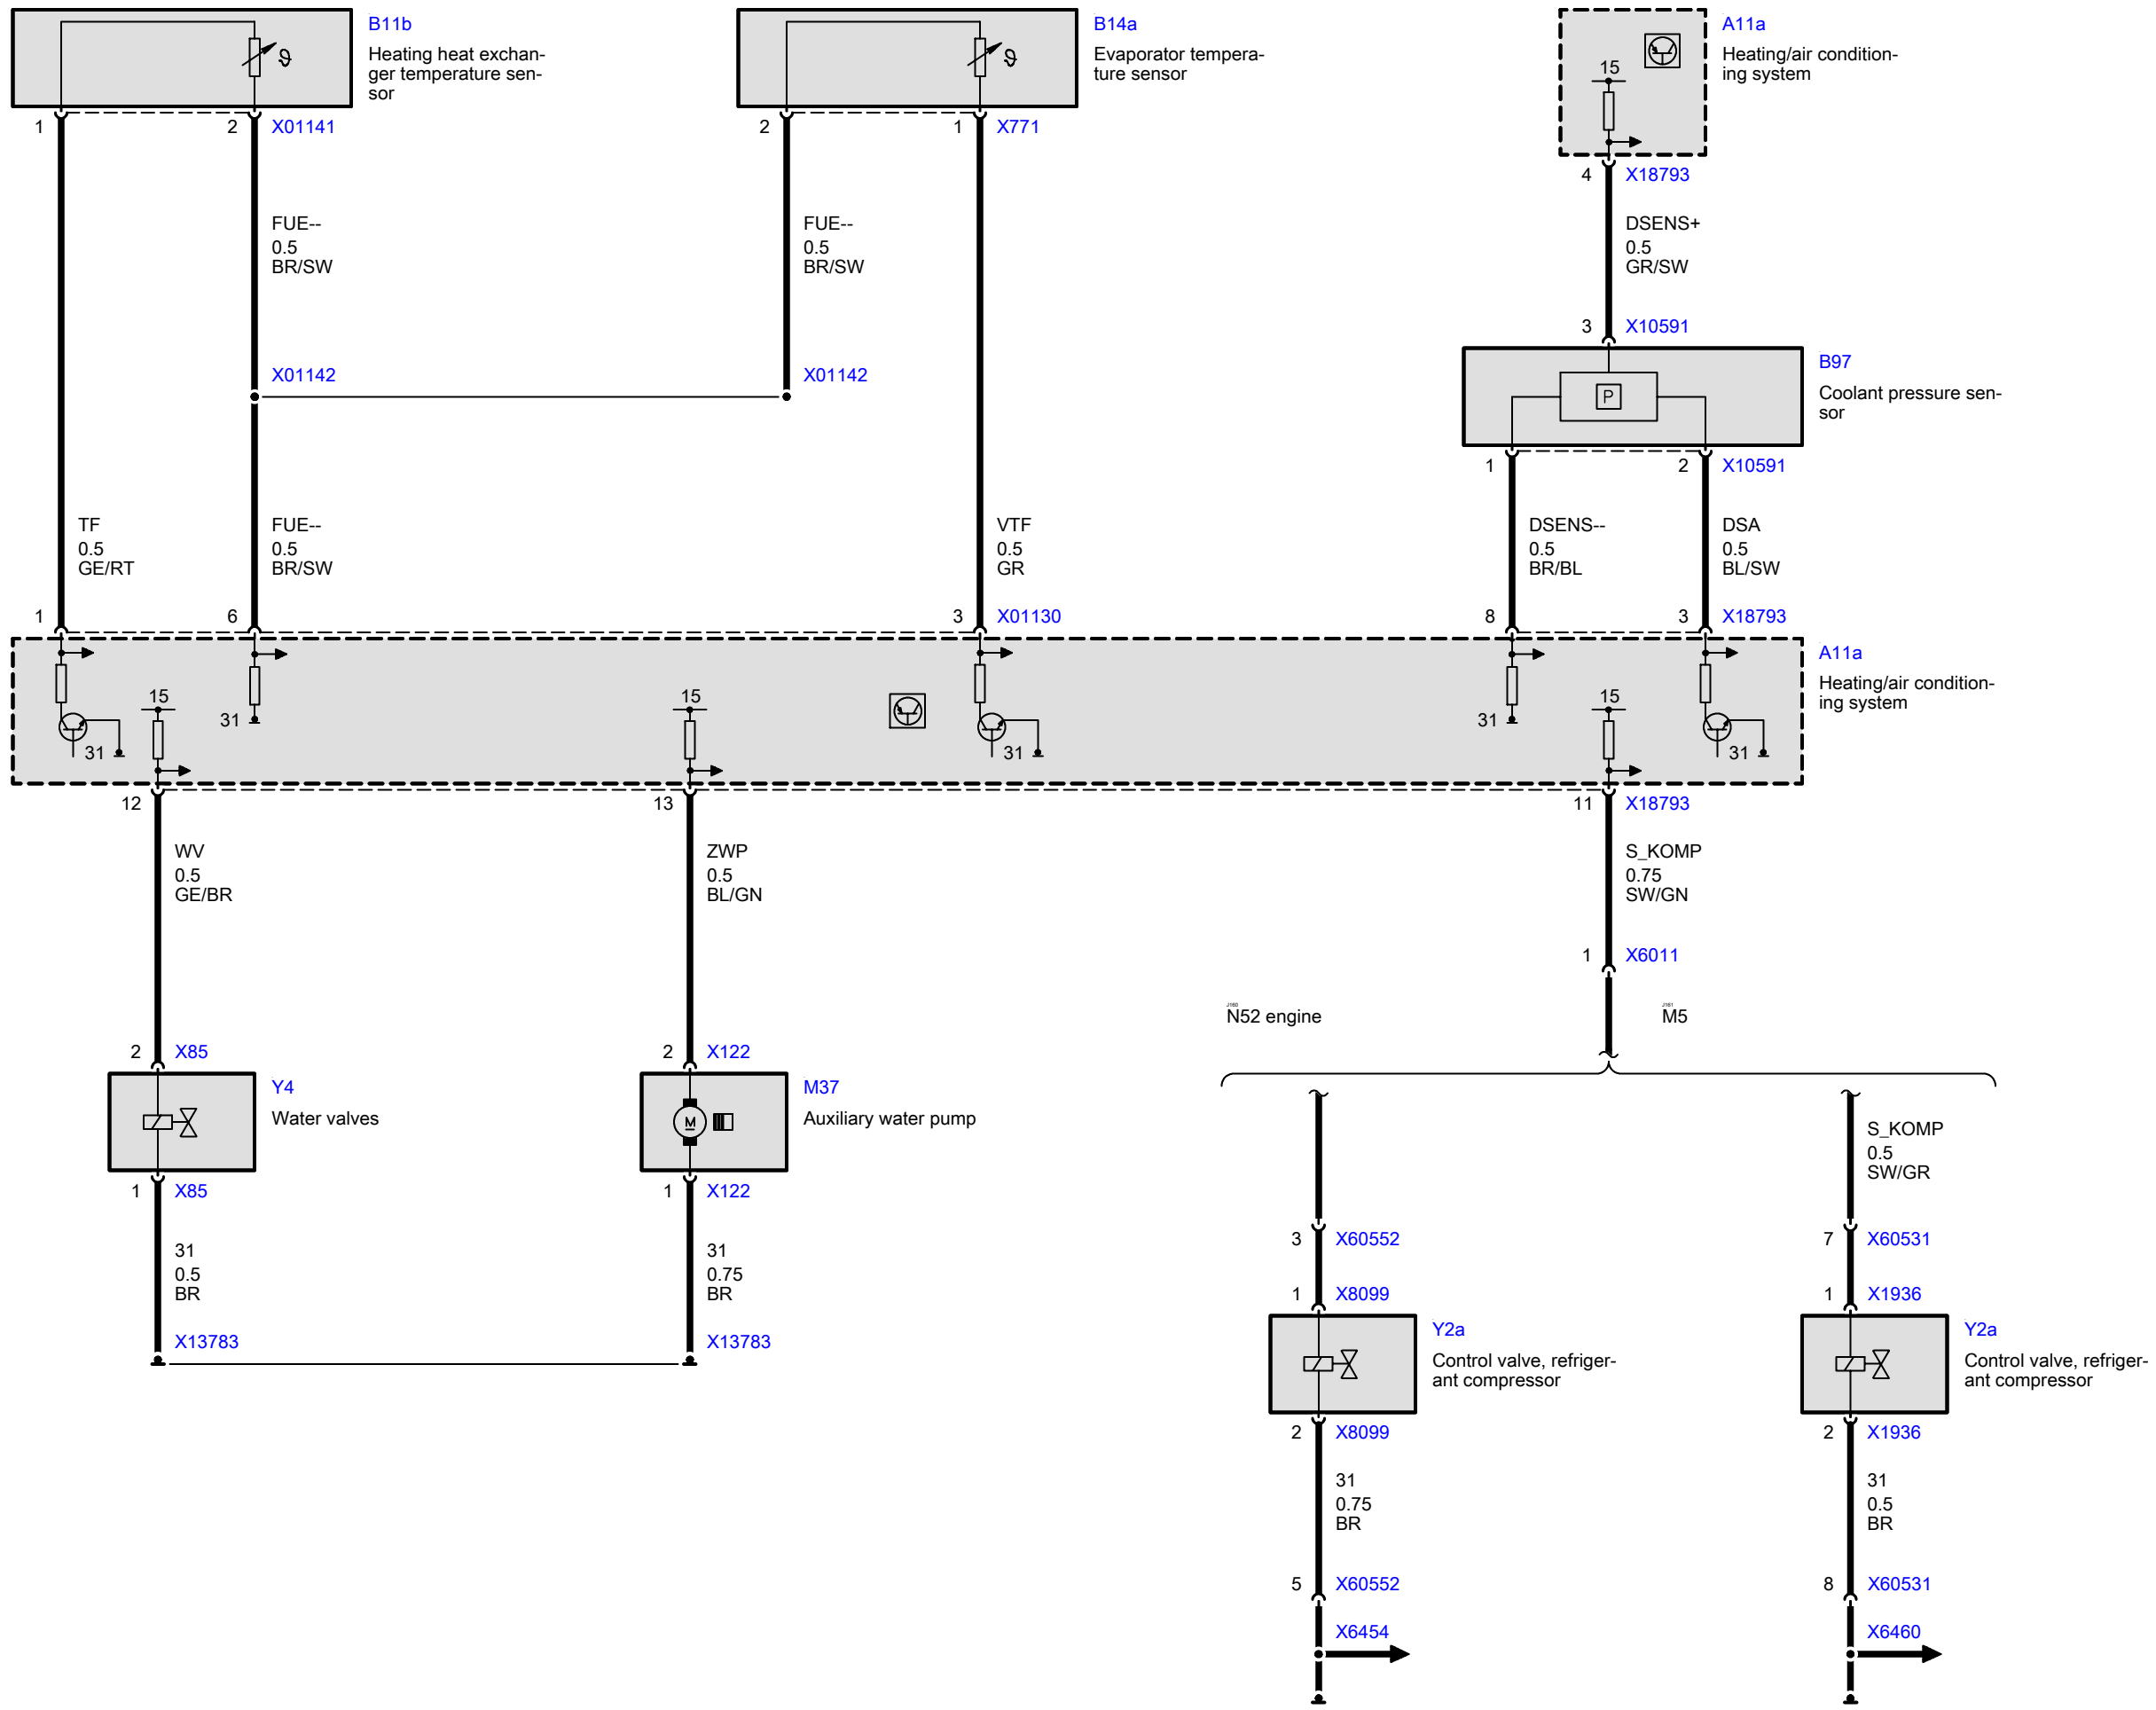 B11b
Heating heat exchan-
ger temperature sen-
sor
B14a
Evaporator tempera-
ture sensor
A11a
Heating/air condition-
ing system
15
1
2
X01141
2
1
X771
4
X18793
FUE--
0.5
BR/SW
FUE--
0.5
BR/SW
DSENS+
0.5
GR/SW
3
X10591
X01142
X01142
B97
Coolant pressure sen-
sor
P
1
2
X10591
TF
0.5
GE/RT
FUE--
0.5
BR/SW
VTF
0.5
GR
DSENS--
0.5
BR/BL
DSA
0.5
BL/SW
1
6
3
X01130
8
3
X18793
A11a
Heating/air condition-
ing system
15
31
31
15
31
31
15
31
12
13
11
X18793
WV
0.5
GE/BR
ZWP
0.5
BL/GN
S_KOMP
0.75
SW/GN
1
X6011
J160
N52 engine
J161
M5
2
X85
2
X122
Y4
Water valves
M
M37
Auxiliary water pump
S_KOMP
0.5
SW/GR
1
X85
1
X122
31
0.5
BR
31
0.75
BR
3
X60552
7
X60531
1
X8099
1
X1936
X13783
X13783
Y2a
Control valve, refriger-
ant compressor
Y2a
Control valve, refriger-
ant compressor
2
X8099
2
X1936
31
0.75
BR
31
0.5
BR
5
X60552
8
X60531
X6454
X6460